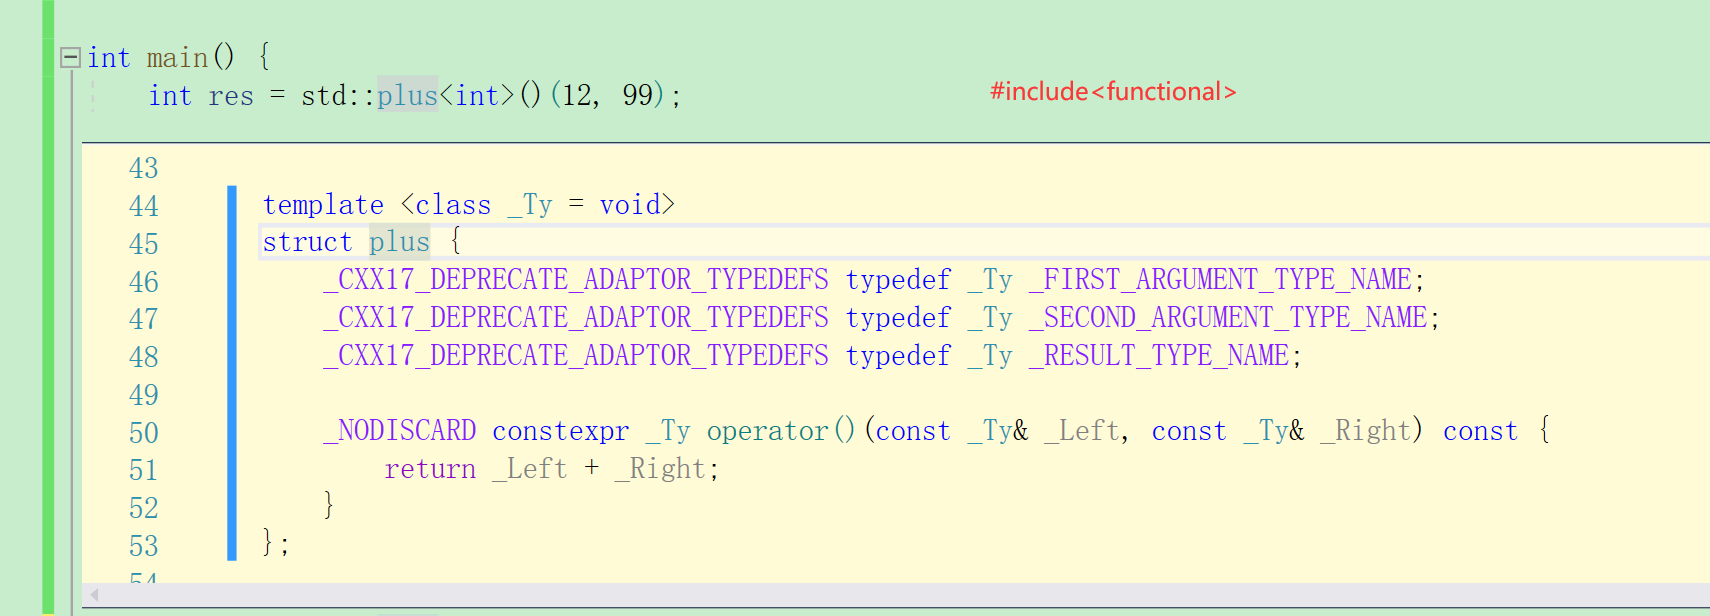 int main() {
int res = std::plus<int>()(12, 99);
#include<functional>
43
44 template <class _Ty = void>
45 struct plus {
46 _CXX17_DEPRECATE_ADAPTOR_TYPEDEFS typedef _Ty _FIRST_ARGUMENT_TYPE_NAME;
47 _CXX17_DEPRECATE_ADAPTOR_TYPEDEFS typedef _Ty _SECOND_ARGUMENT_TYPE_NAME;
48 _CXX17_DEPRECATE_ADAPTOR_TYPEDEFS typedef _Ty _RESULT_TYPE_NAME;
49
50 _NODISCARD constexpr _Ty operator()(const _Ty& _Left, const _Ty& _Right) const {
51 return _Left + _Right;
52 }
53 };
54